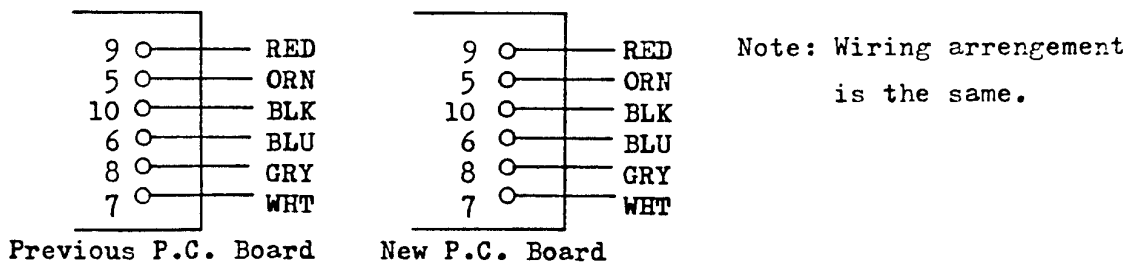 9 RED
5 ORN
10 BLK
6 BLU
8 GRY
7 WHT
Previous P.C. Board
9 RED
5 ORN
10 BLK
6 BLU
8 GRY
7 WHT
New P.C. Board
Note: Wiring arrengement
is the same.